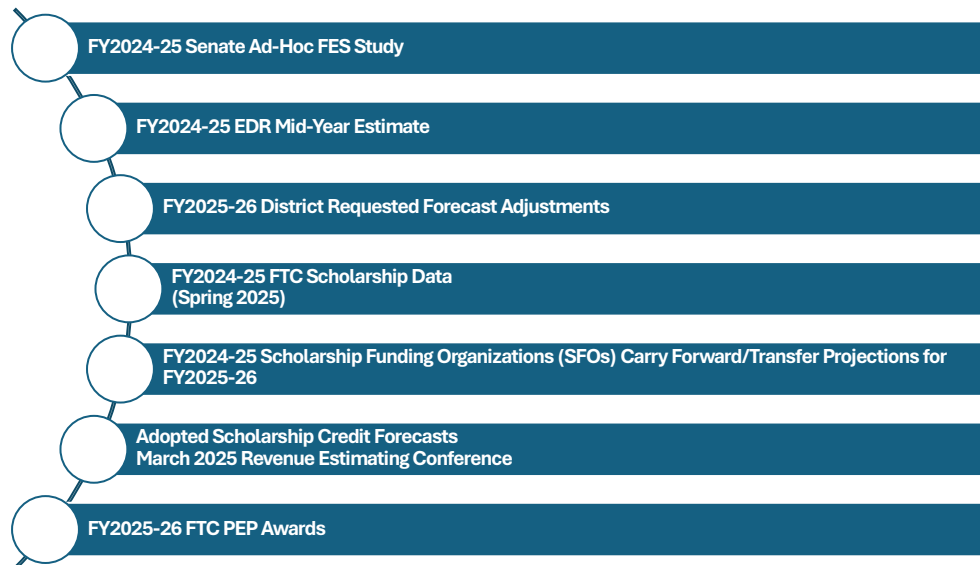 FY2024-25 Senate Ad-Hoc FES Study
FY2024-25 EDR Mid-Year Estimate
FY2025-26 District Requested Forecast Adjustments
FY2024-25 FTC Scholarship Data
(Spring 2025)
FY2024-25 Scholarship Funding Organizations (SFOs) Carry Forward/Transfer Projections for
FY2025-26
Adopted Scholarship Credit Forecasts
March 2025 Revenue Estimating Conference
FY2025-26 FTC PEP Awards